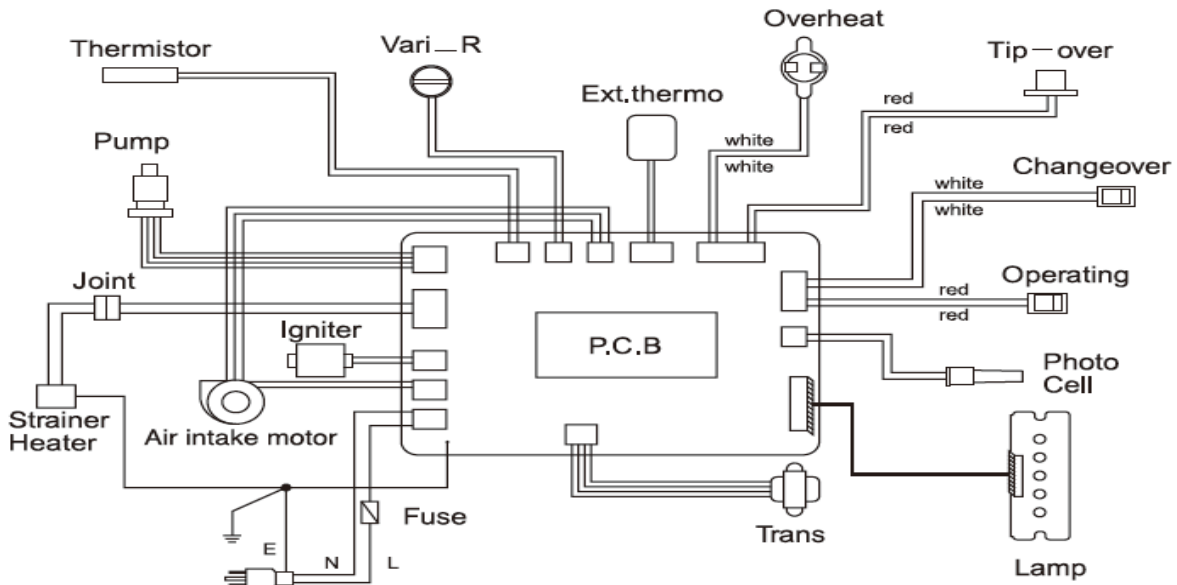 Overheat
Thermistor
Vari—R
Tip—over
Ext.thermo
red
red
Pump
white
white
Changeover
white
white
Joint
Operating
red
red
Igniter
P.C.B
Photo
Cell
Strainer
Heater
Air intake motor
Fuse
Trans
E
N
L
Lamp